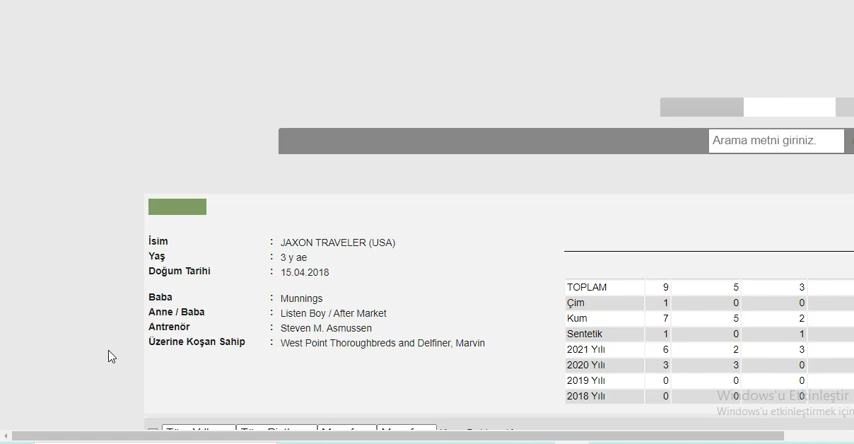 Arama metni giriniz.
İsim : JAXON TRAVELER (USA)
Yaş : 3 y ae
Doğum Tarihi : 15.04.2018
Baba : Munnings
Anne / Baba : Listen Boy / After Market
Antrenör : Steven M. Asmussen
Üzerine Koşan Sahip : West Point Thoroughbreds and Delfiner, Marvin
TOPLAM 9 5 3
Çim 1 0 0
Kum 7 5 2
Sentetik 1 0 1
2021 Yılı 6 2 3
2020 Yılı 3 3 0
2019 Yılı 0 0 0
2018 Yılı 0 0 0
Windows'u Etkinleştir
Windows'u etkinleştirmek için